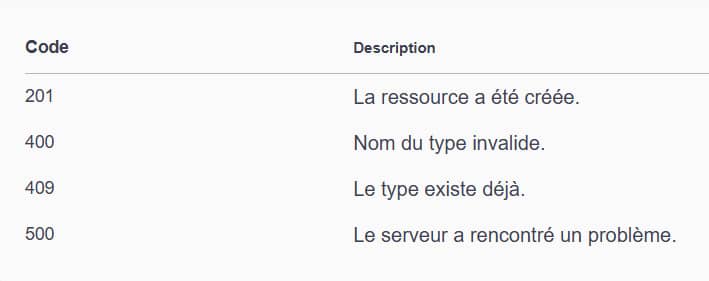 Code Description
201 La ressource a été créée.
400 Nom du type invalide.
409 Le type existe déjà.
500 Le serveur a rencontré un problème.